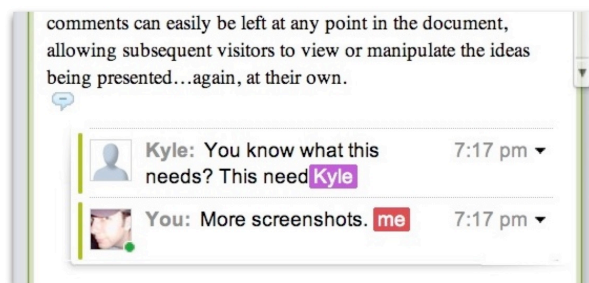 comments can easily be left at any point in the document,
allowing subsequent visitors to view or manipulate the ideas
being presented…again, at their own.
Kyle: You know what this 7:17 pm
needs? This need Kyle
You: More screenshots. me 7:17 pm